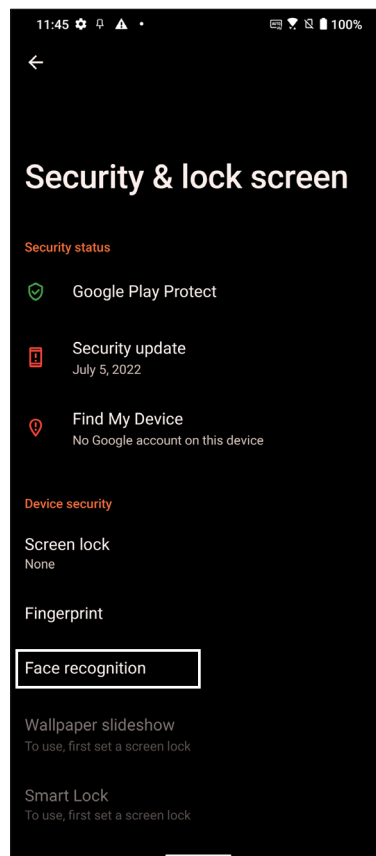 11:45 100%
Security & lock screen
Security status
Google Play Protect
Security update
July 5, 2022
Find My Device
No Google account on this device
Device security
Screen lock
None
Fingerprint
Face recognition
Wallpaper slideshow
To use, first set a screen lock
Smart Lock
To use, first set a screen lock